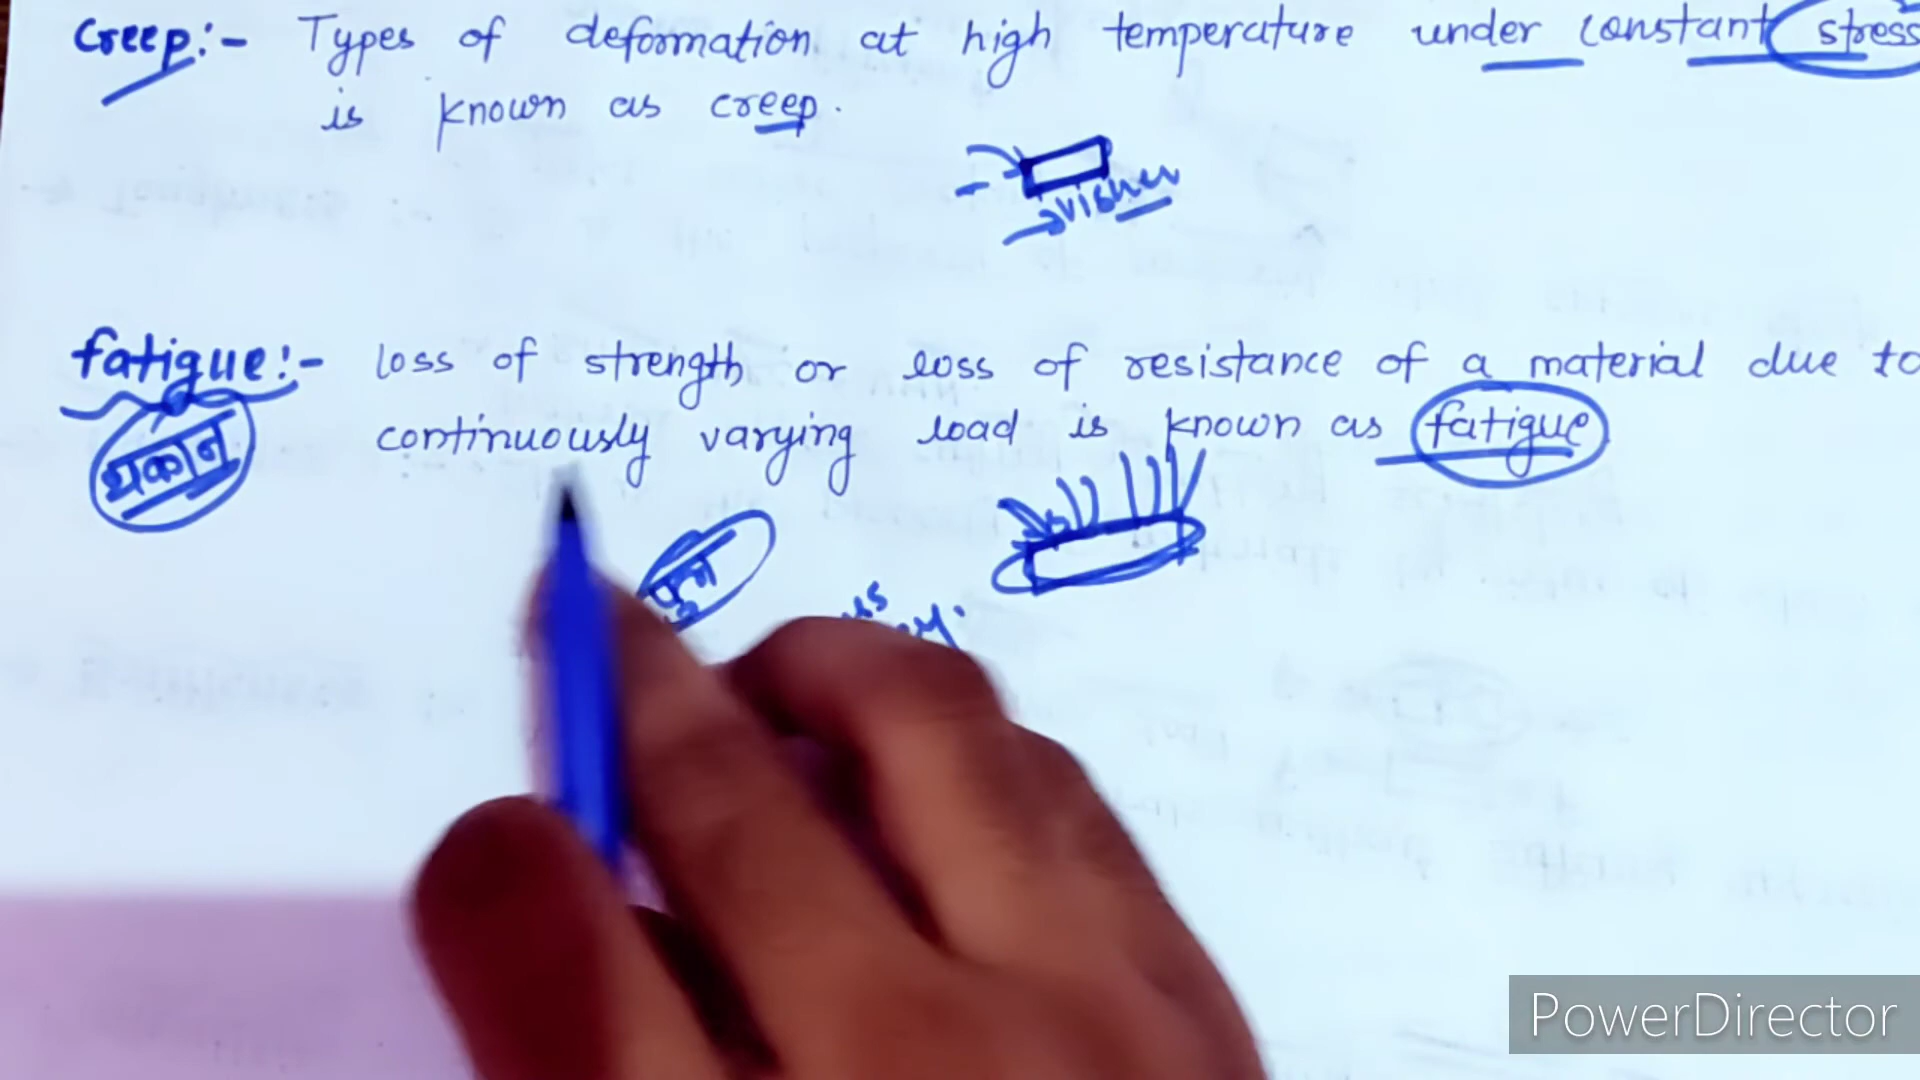 Creep:- Types of deformation at high temperature under constant stress
is known as creep.
fatigue:- loss of strength or loss of resistance of a material due to
continuously varying load is known as fatigue
थकान
PowerDirector